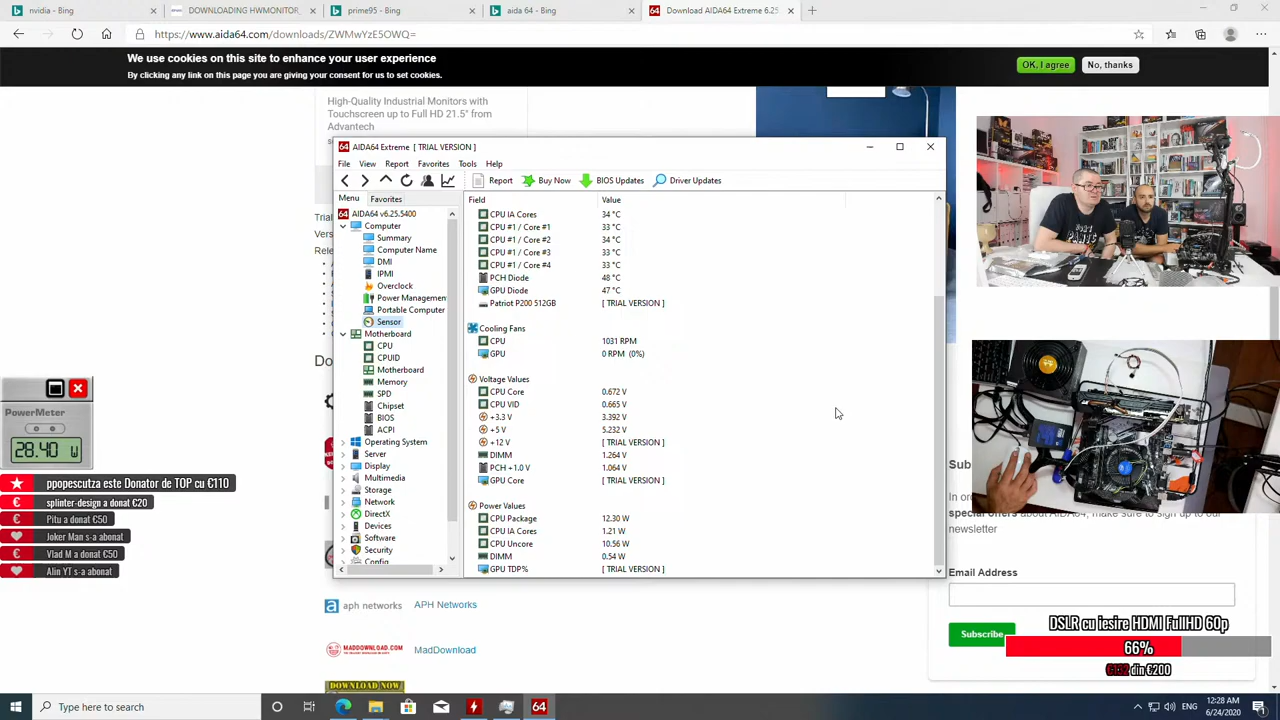 nvidia - Bing
DOWNLOADING HWMONITOR_
prime95 - Bing
aida 64 - Bing
Download AIDA64 Extreme 6.25
https://www.aida64.com/downloads/ZWMwYzE5OWQ=
We use cookies on this site to enhance your user experience
By clicking any link on this page you are giving your consent for us to set cookies.
OK, I agree
No, thanks
High-Quality Industrial Monitors with
Touchscreen up to Full HD 21.5" from
Advantech
AIDA64 Extreme [ TRIAL VERSION ]
File View Report Favorites Tools Help
Report Buy Now BIOS Updates Driver Updates
Menu Favorites
AIDA64 v6.25.5400
Computer
Summary
Computer Name
DMI
IPMI
Overclock
Power Managemen
Portable Computer
Sensor
Motherboard
CPU
CPUID
Motherboard
Memory
SPD
Chipset
BIOS
ACPI
Operating System
Server
Display
Multimedia
Storage
Network
DirectX
Devices
Software
Security
Config
Field Value
CPU IA Cores 34 °C
CPU #1 / Core #1 33 °C
CPU #1 / Core #2 34 °C
CPU #1 / Core #3 33 °C
CPU #1 / Core #4 33 °C
PCH Diode 48 °C
GPU Diode 47 °C
Patriot P200 512GB [ TRIAL VERSION ]
Cooling Fans
CPU 1031 RPM
GPU 0 RPM (0%)
Voltage Values
CPU Core 0.672 V
CPU VID 0.665 V
+3.3 V 3.392 V
+5 V 5.232 V
+12 V [ TRIAL VERSION ]
DIMM 1.264 V
PCH +1.0 V 1.064 V
GPU Core [ TRIAL VERSION ]
Power Values
CPU Package 12.30 W
CPU IA Cores 1.21 W
CPU Uncore 10.56 W
DIMM 0.54 W
GPU TDP% [ TRIAL VERSION ]
PowerMeter
28.40 W
ppopescutza este Donator de TOP cu €110
splinter-design a donat €20
Pitu a donat €50
Joker Man s-a abonat
Vlad M a donat €50
Alin YT s-a abonat
aph networks APH Networks
MADDOWNLOAD.COM MadDownload
DOWNLOAD NOW
newsletter
Email Address
Subscribe
DSLR cu iesire HDMI FullHD 60p
66%
€132 din €200
Type here to search
ENG
12:28 AM
6/24/2020